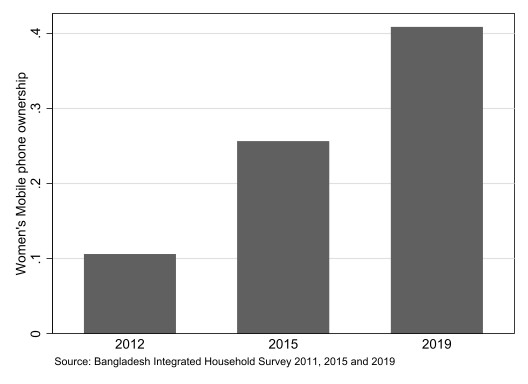 Women's Mobile phone ownership
.4
.3
.2
.1
0
2012 2015 2019
Source: Bangladesh Integrated Household Survey 2011, 2015 and 2019